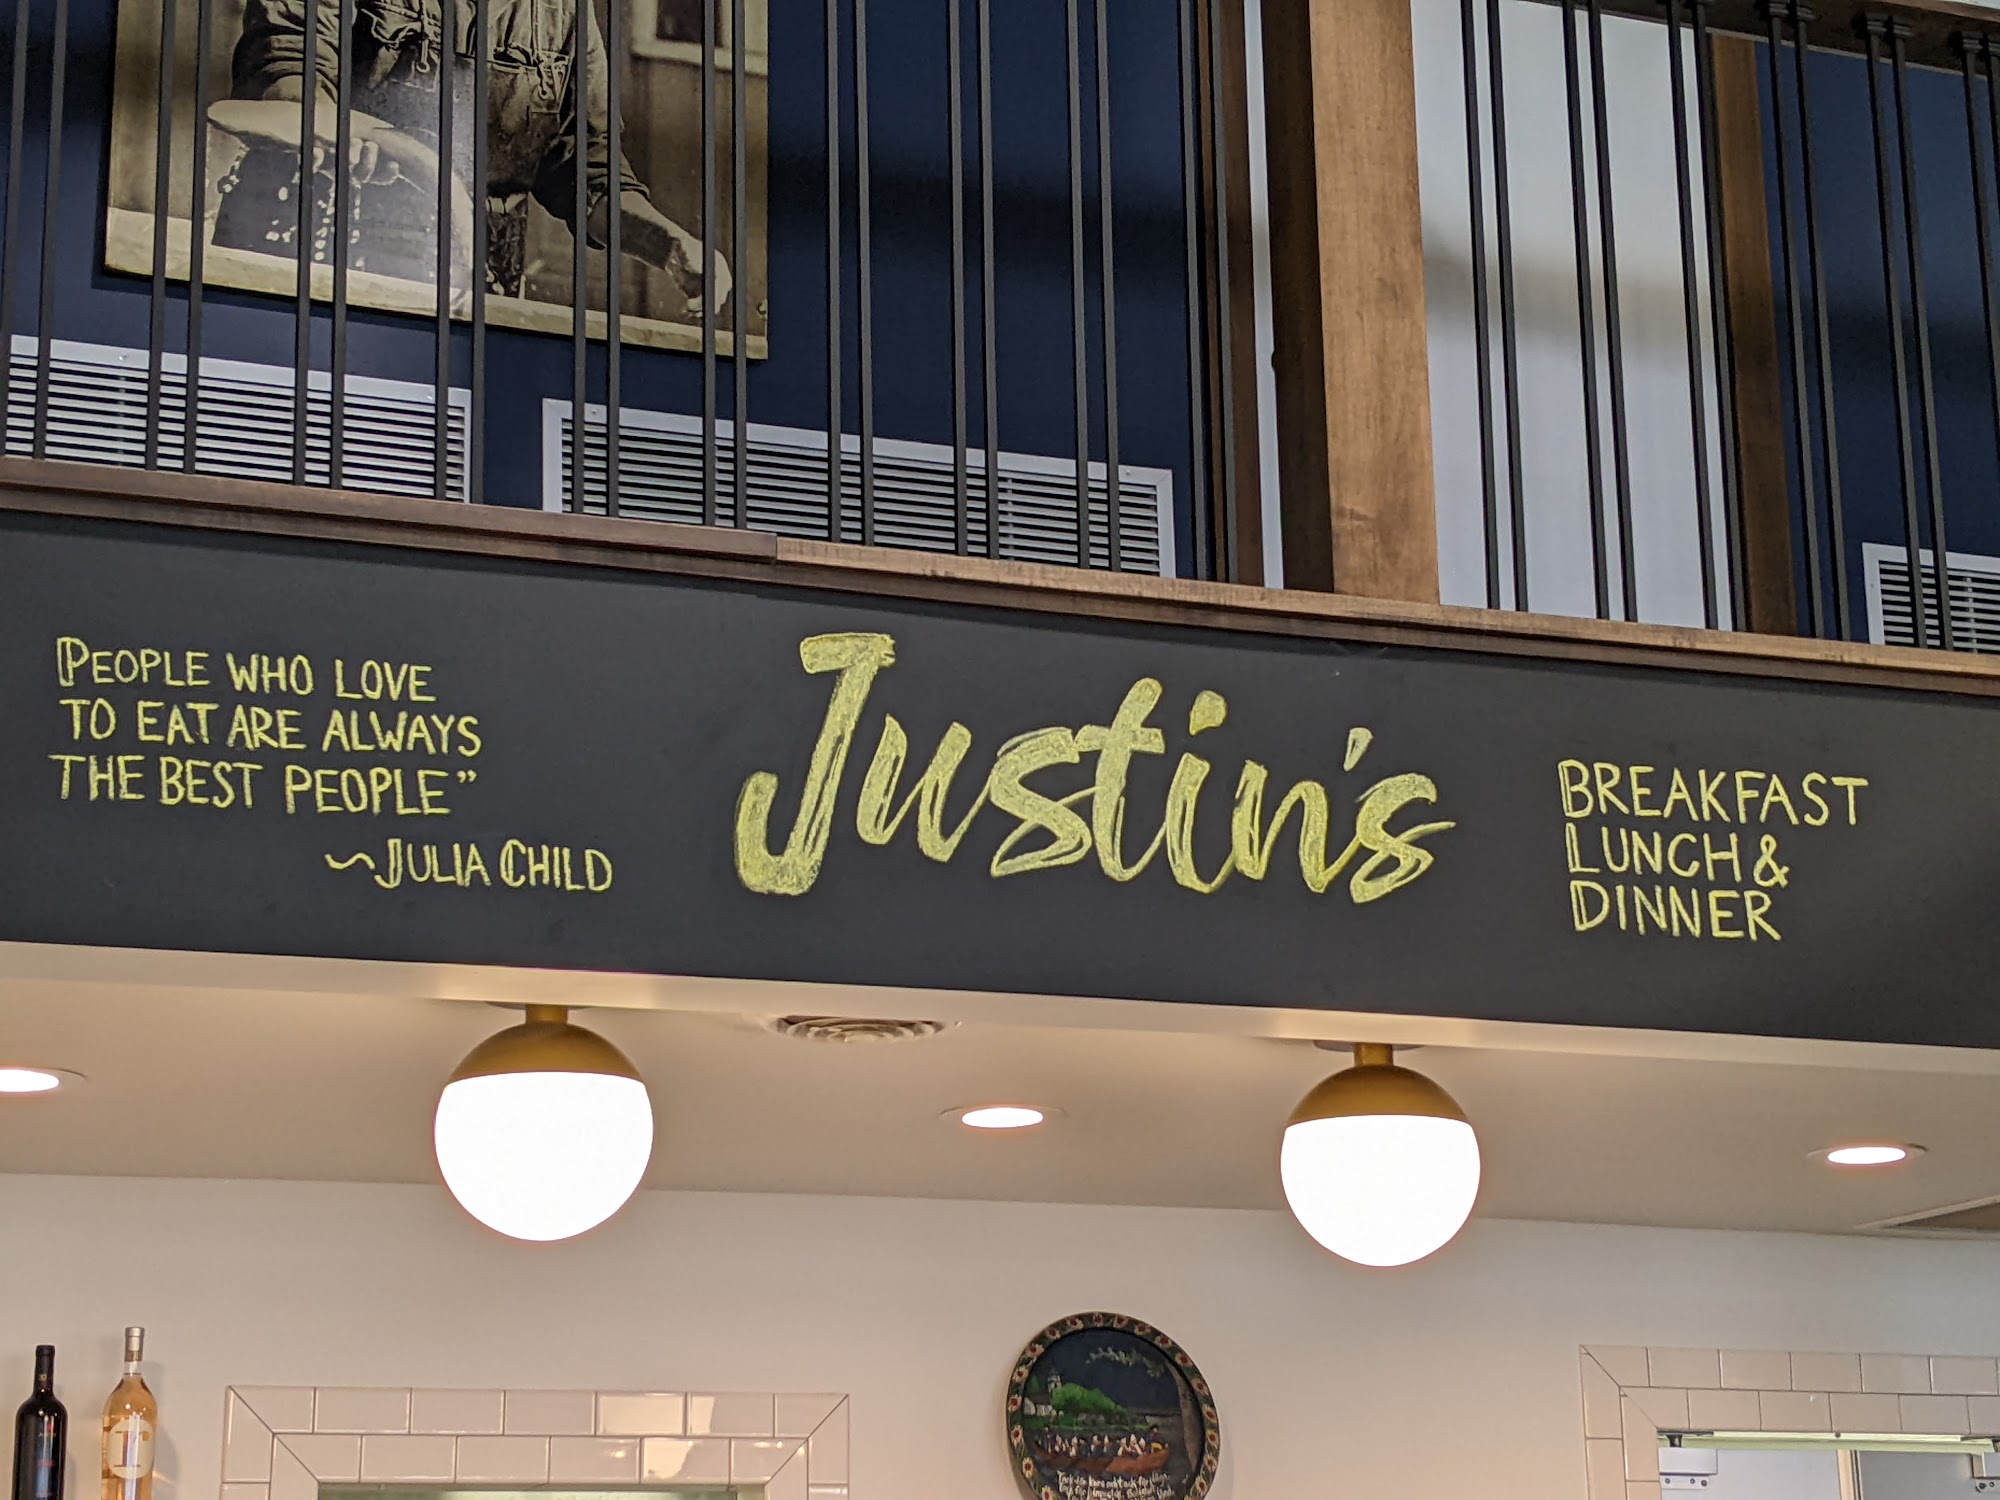 PEOPLE WHO LOVE
TO EAT ARE ALWAYS
THE BEST PEOPLE”
~JULIA CHILD
Justin's
BREAKFAST
LUNCH &
DINNER
r